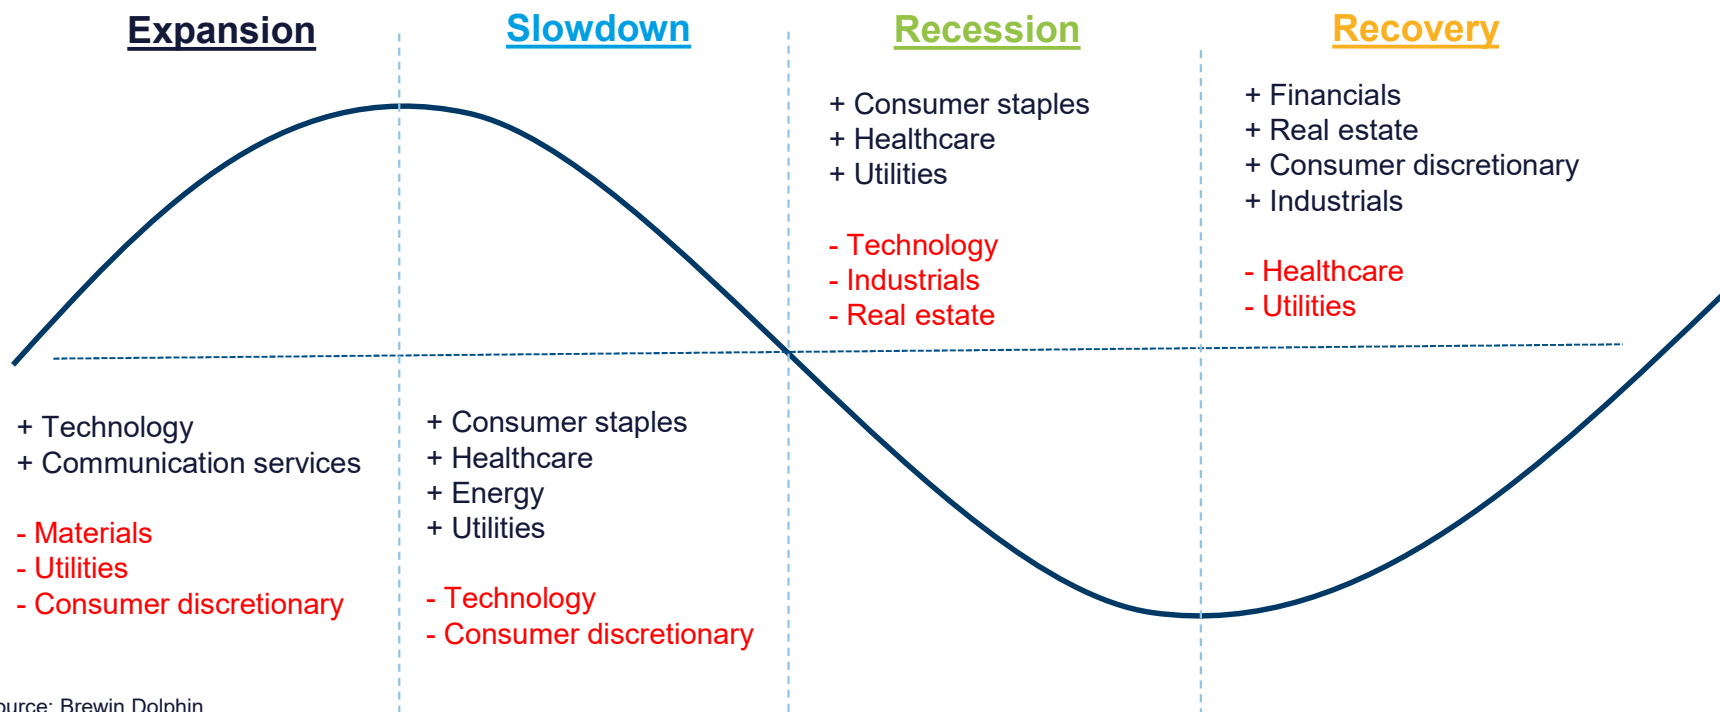 Expansion
Slowdown
Recession
Recovery
+ Technology
+ Communication services
- Materials
- Utilities
- Consumer discretionary
+ Consumer staples
+ Healthcare
+ Energy
+ Utilities
- Technology
- Consumer discretionary
+ Consumer staples
+ Healthcare
+ Utilities
- Technology
- Industrials
- Real estate
+ Financials
+ Real estate
+ Consumer discretionary
+ Industrials
- Healthcare
- Utilities
ource: Brewin Dolphin